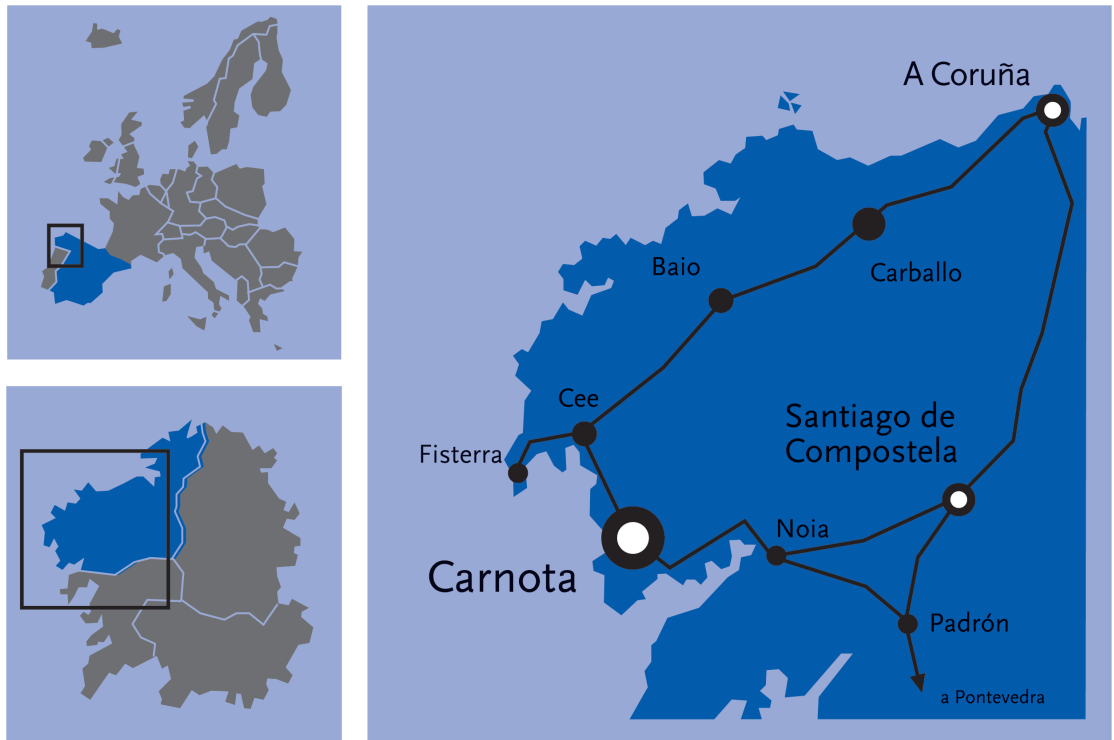 A Coruña
Baio
Carballo
Cee
Santiago de
Compostela
Fisterra
Noia
Carnota
Padrón
a Pontevedra